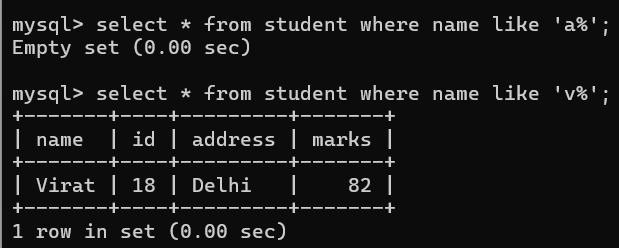 mysql> select * from student where name like 'a%';
Empty set (0.00 sec)

mysql> select * from student where name like 'v%';
+-------+----+---------+-------+
| name  | id | address | marks |
+-------+----+---------+-------+
| Virat | 18 | Delhi   |    82 |
+-------+----+---------+-------+
1 row in set (0.00 sec)